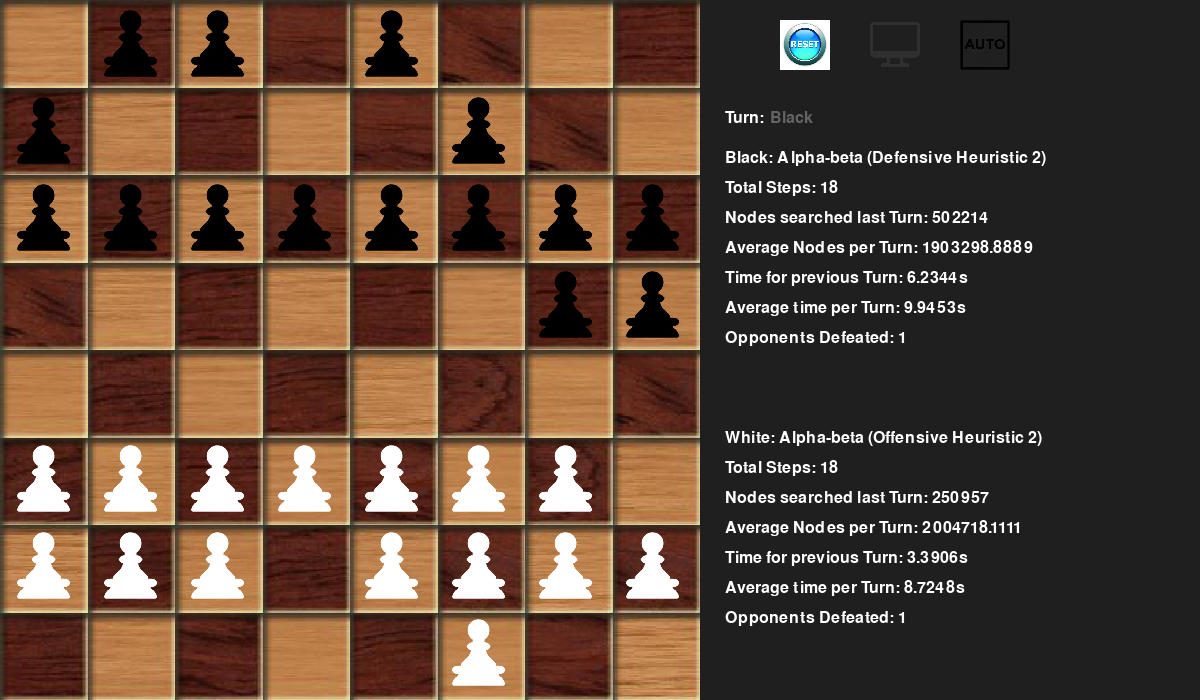 RESET
AUTO
Turn: Black
Black: Alpha-beta (Defensive Heuristic 2)
Total Steps: 18
Nodes searched last Turn: 502214
Average Nodes per Turn: 1903298.8889
Time for previous Turn: 6.2344s
Average time per Turn: 9.9453s
Opponents Defeated: 1
White: Alpha-beta (Offensive Heuristic 2)
Total Steps: 18
Nodes searched last Turn: 250957
Average Nodes per Turn: 2004718.1111
Time for previous Turn: 3.3906s
Average time per Turn: 8.7248s
Opponents Defeated: 1